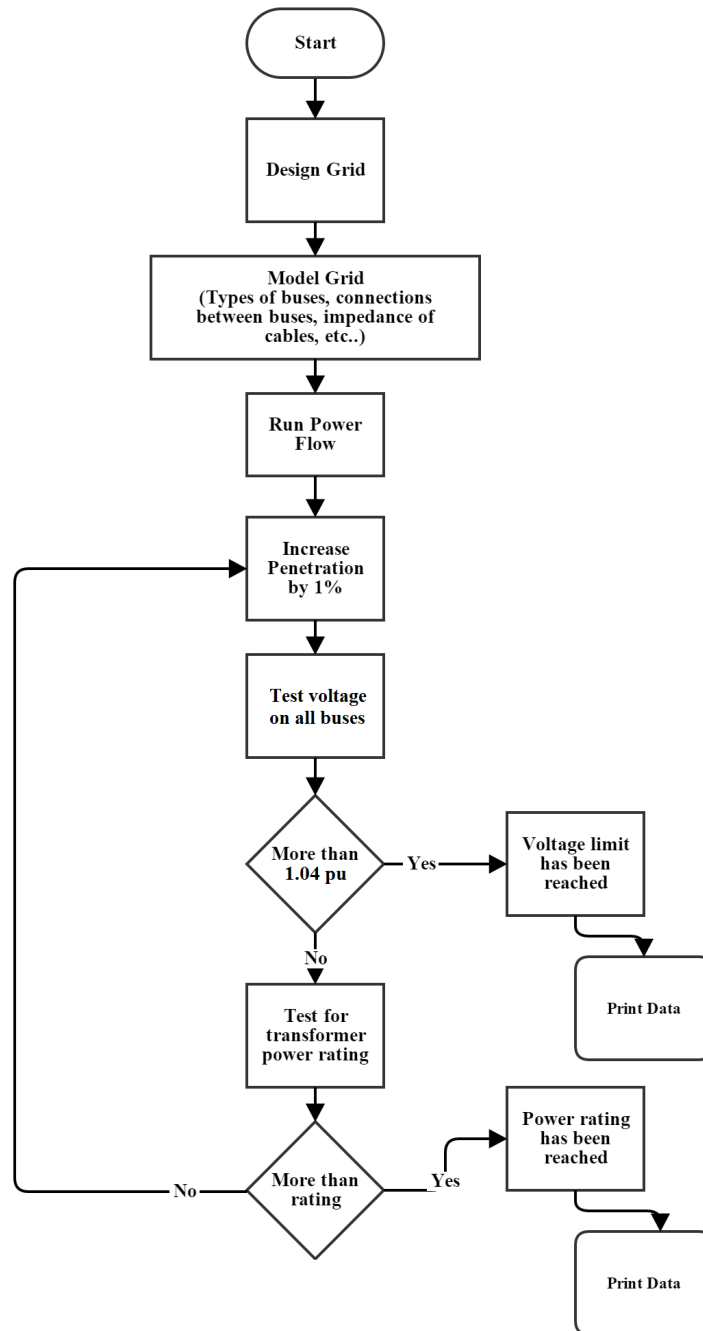 Start
Design Grid
Model Grid
(Types of buses, connections
between buses, impedance of
cables, etc..)
Run Power
Flow
Increase
Penetration
by 1%
Test voltage
on all buses
More than
1.04 pu
Yes
Voltage limit
has been
reached
No
Print Data
Test for
transformer
power rating
Power rating
has been
reached
More than
rating
Yes
No
Print Data